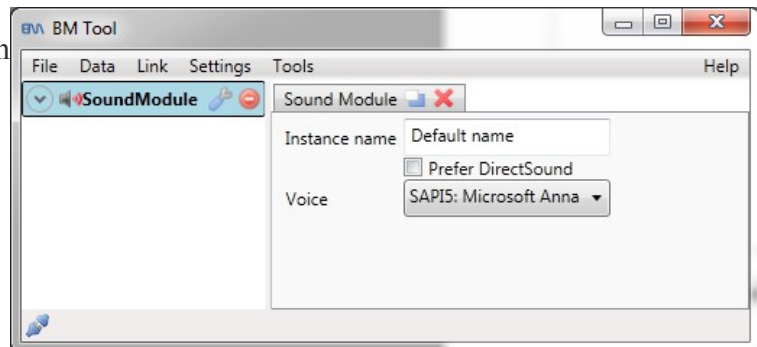 BM BM Tool
n
File Data Link Settings Tools Help
SoundModule
Sound Module
Instance name Default name
Prefer DirectSound
Voice SAPI5: Microsoft Anna